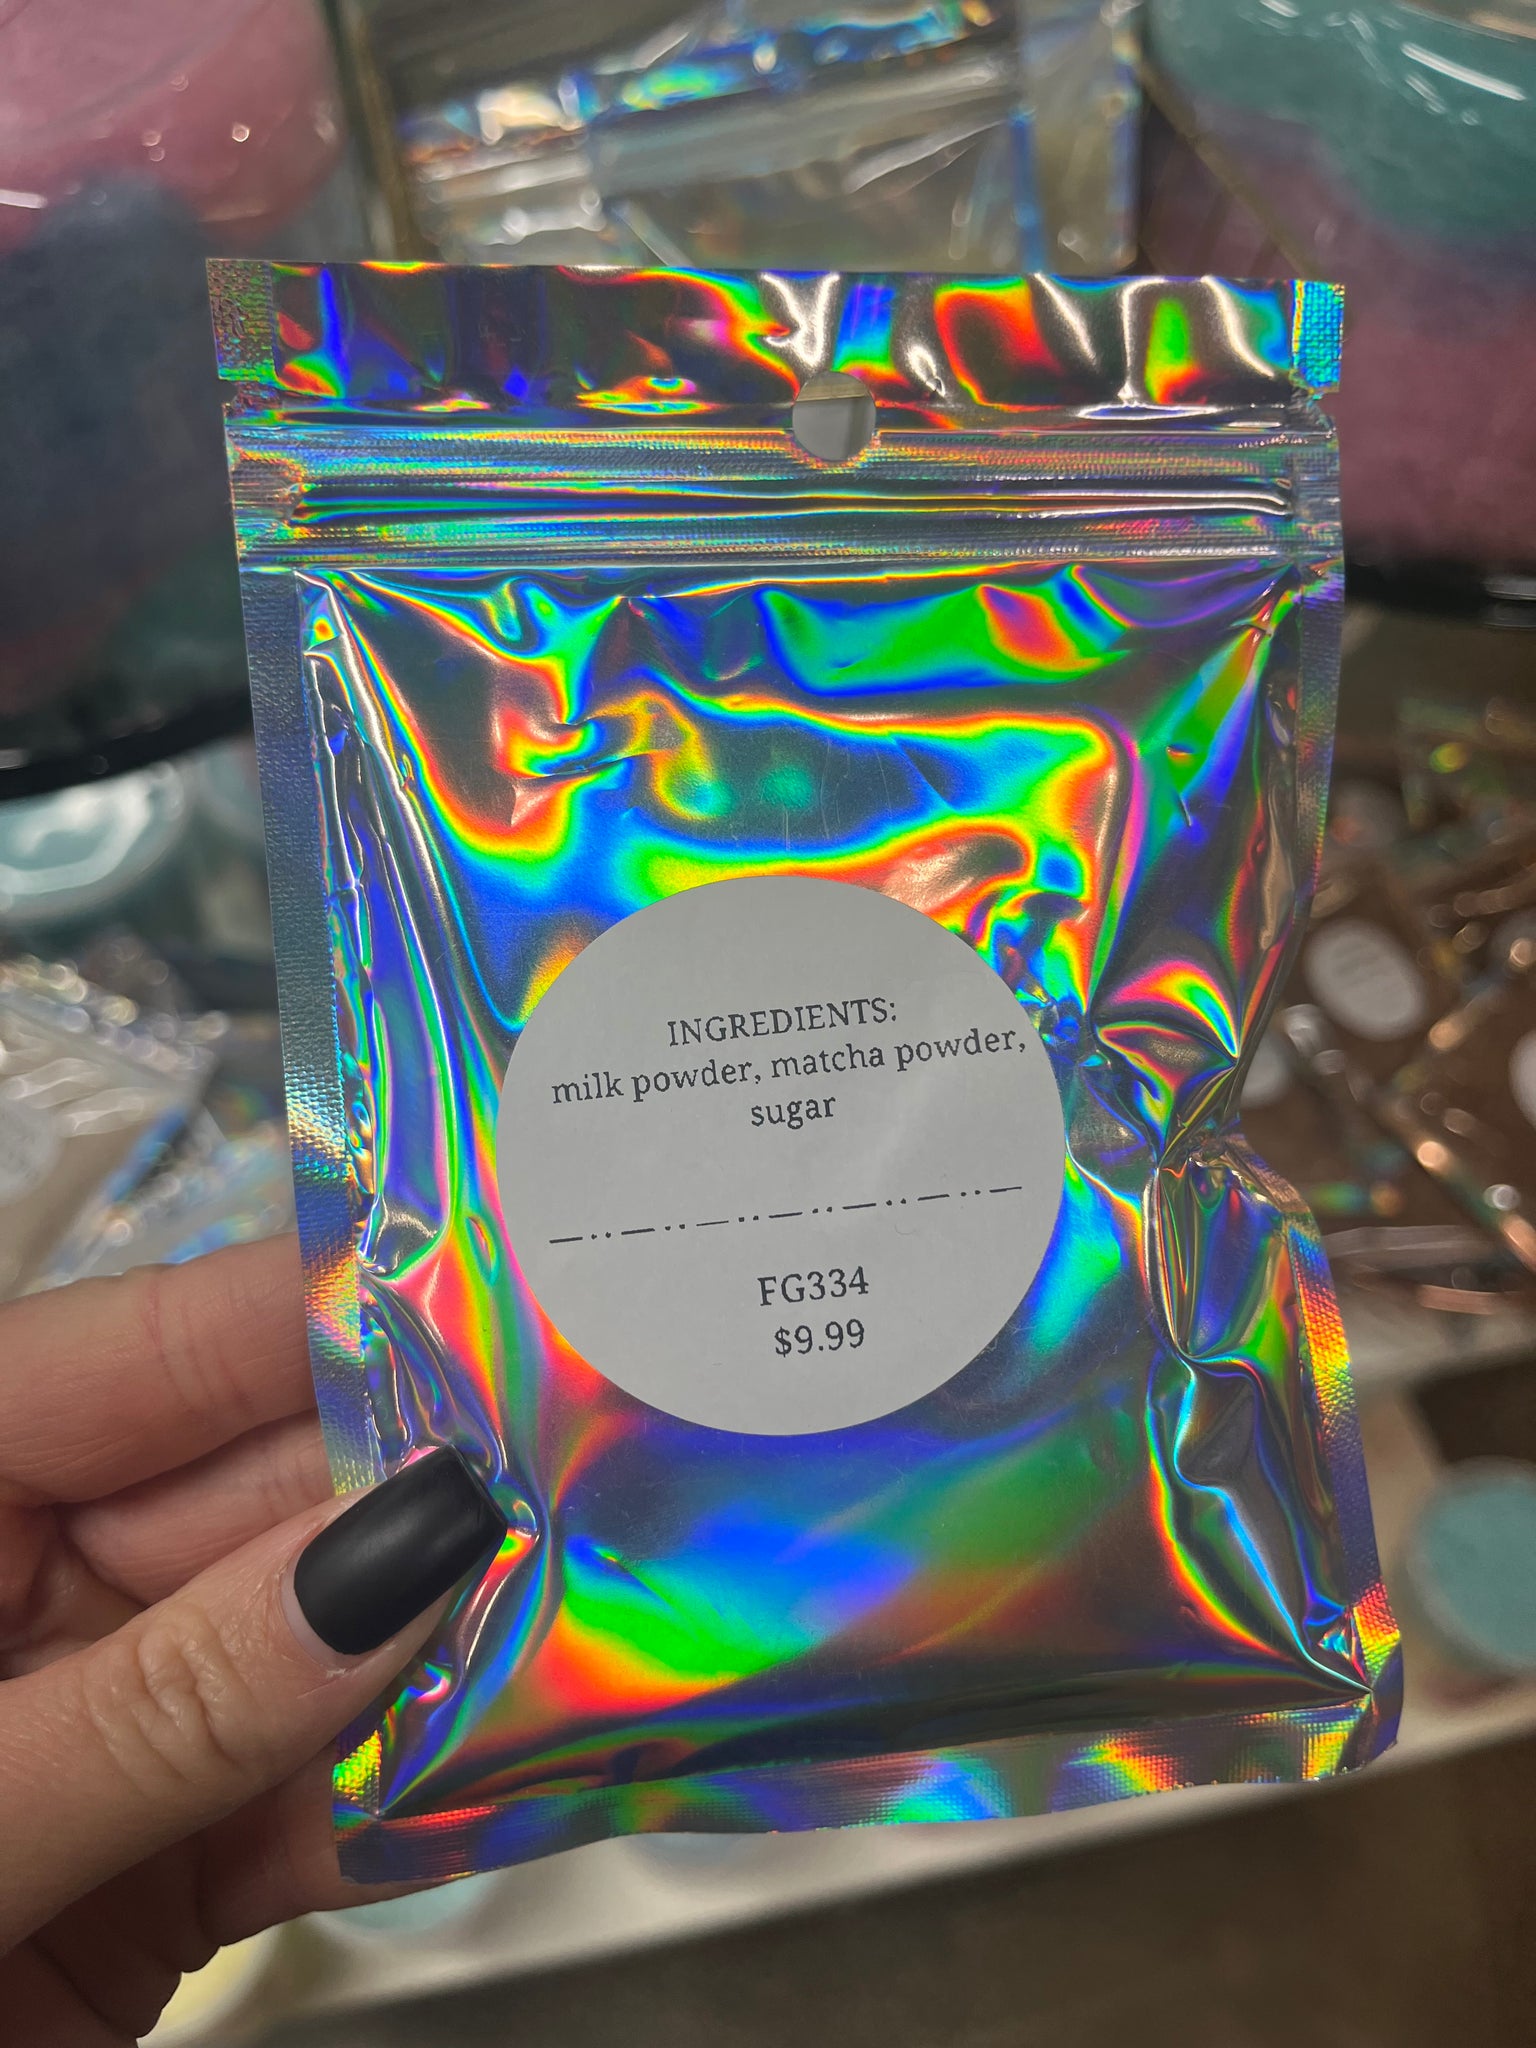 INGREDIENTS:
milk powder, matcha powder,
sugar
FG334
$9.99